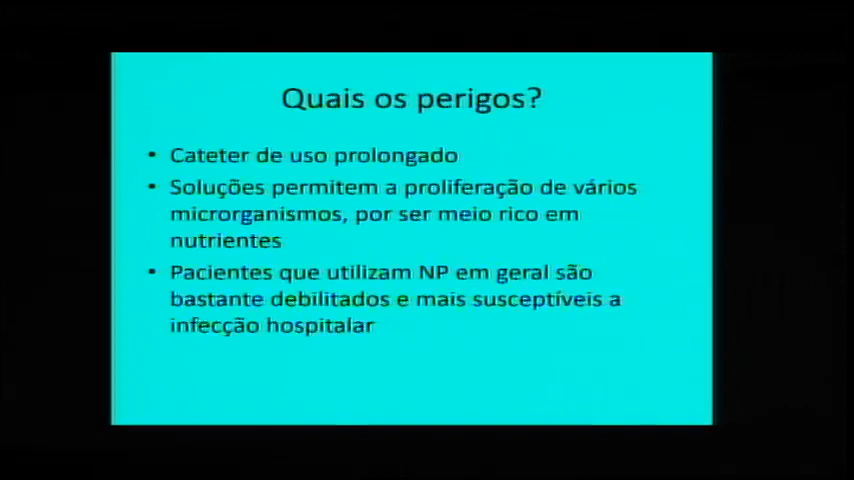 Quais os perigos?
• Cateter de uso prolongado
• Soluções permitem a proliferação de vários
microrganismos, por ser meio rico em
nutrientes
• Pacientes que utilizam NP em geral são
bastante debilitados e mais susceptíveis a
infecção hospitalar